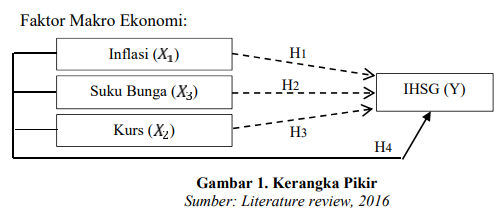 Faktor Makro Ekonomi:
Inflasi (X₁)
H1
Suku Bunga (X₃)
H2
IHSG (Y)
Kurs (X₂)
H3
H4
Gambar 1. Kerangka Pikir
Sumber: Literature review, 2016